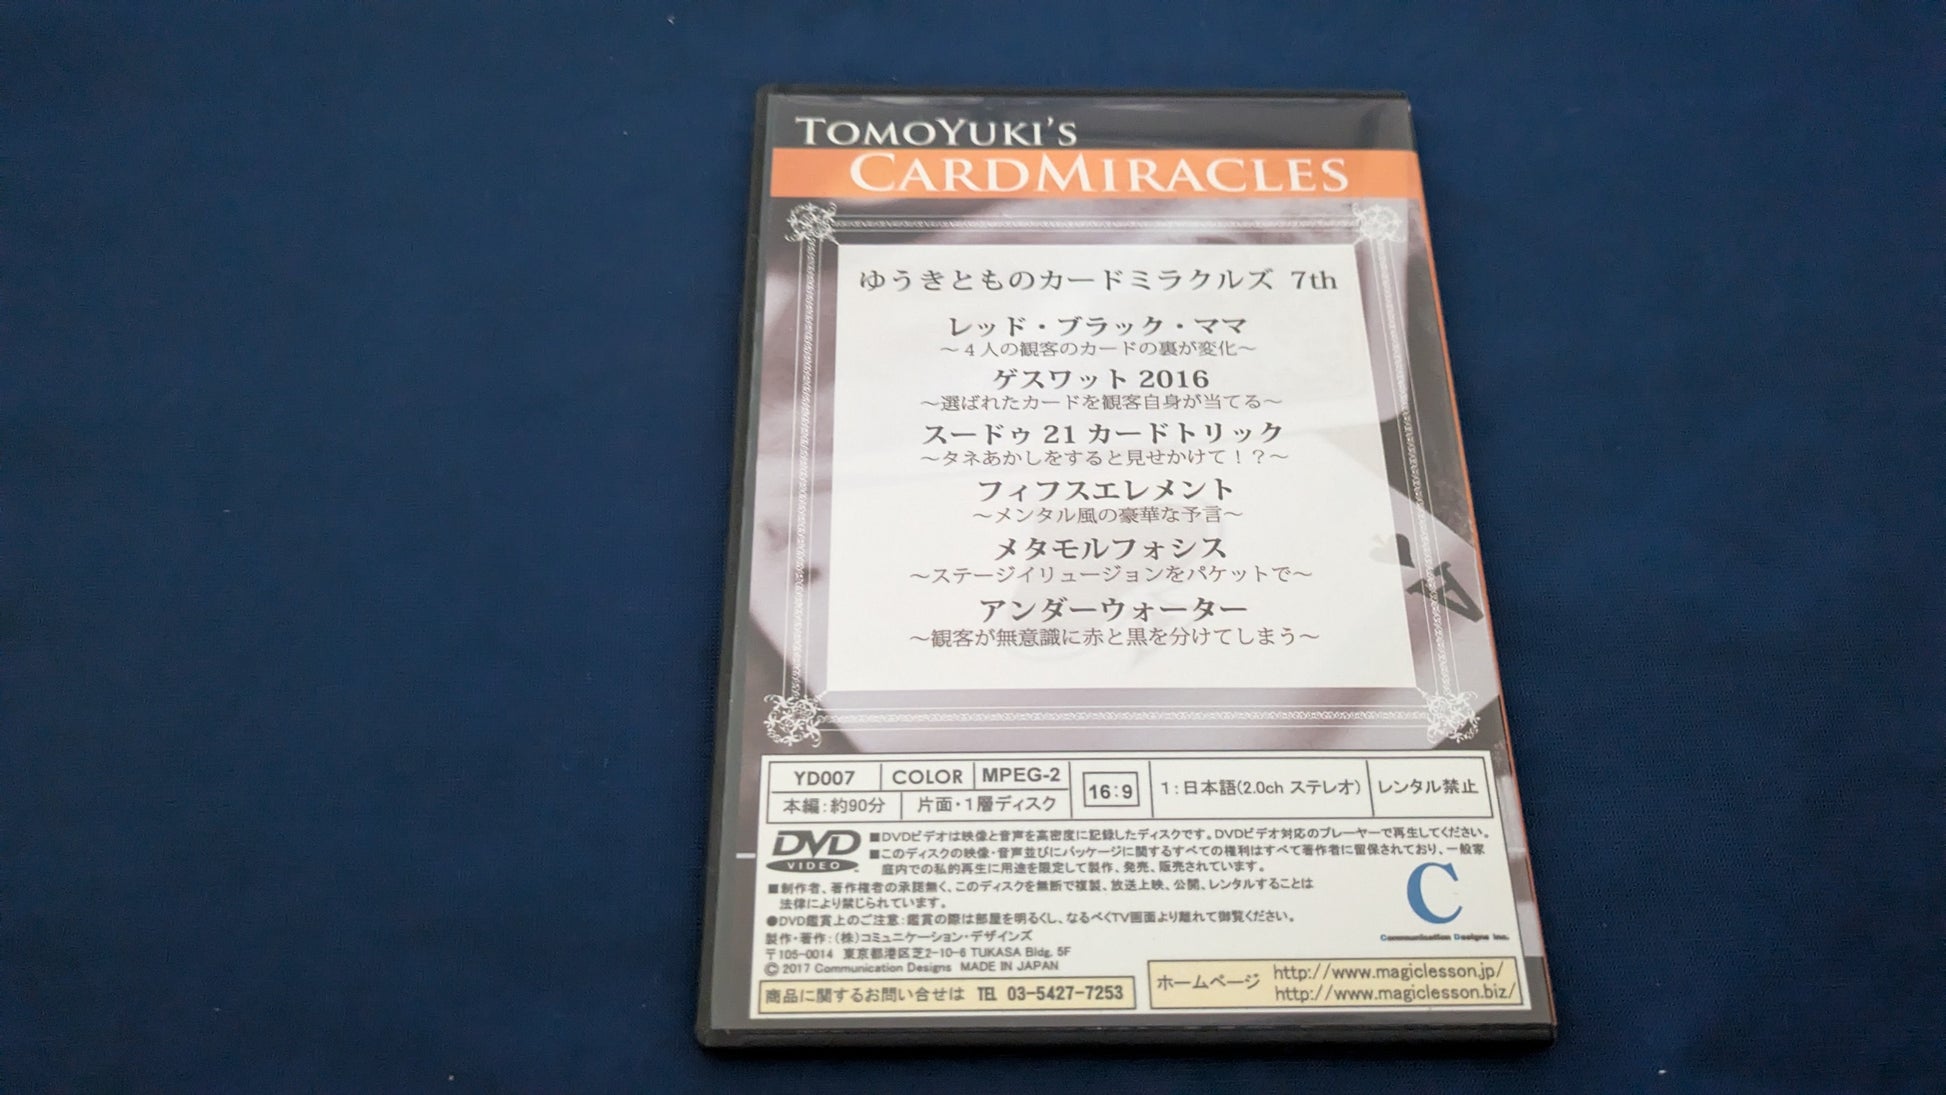 TOMOYUKI'S
CARDMIRACLES
ゆうきとものカードミラクルズ 7th
レッド・ブラック・ママ
～4人の観客のカードの裏が変化～
ゲスワット 2016
～選ばれたカードを観客自身が当てる～
スードゥ 21 カードトリック
～タネあかしをすると見せかけて！？～
フィフスエレメント
～メンタル風の豪華な予言～
メタモルフォシス
～ステージイリュージョンをパケットで～
アンダーウォーター
～観客が無意識に赤と黒を分けてしまう～
A
YD007 COLOR MPEG-2 16:9 1:日本語(2.0ch ステレオ) レンタル禁止
本編:約90分 片面・1層ディスク
DVD VIDEO
■DVDビデオは映像と音声を高密度に記録したディスクです。DVDビデオ対応のプレーヤーで再生してください。
■このディスクの映像・音声並びにパッケージに関するすべての権利はすべて著作者に留保されており、一般家
庭内での私的再生に用途を限定して製作、発売、販売されています。
■制作者、著作権者の承諾無く、このディスクを無断で複製、放送上映、公開、レンタルすることは
法律により禁じられています。
●DVD鑑賞上のご注意:鑑賞の際は部屋を明るくし、なるべくTV画面より離れて御覧ください。
製作・著作:(株)コミュニケーション・デザインズ
〒105-0014 東京都港区芝2-10-6 TUKASA Bldg. 5F
© 2017 Communication Designs MADE IN JAPAN
C
Communication Designs Inc.
商品に関するお問い合せは TEL 03-5427-7253
ホームページ http://www.magiclesson.jp/
http://www.magiclesson.biz/